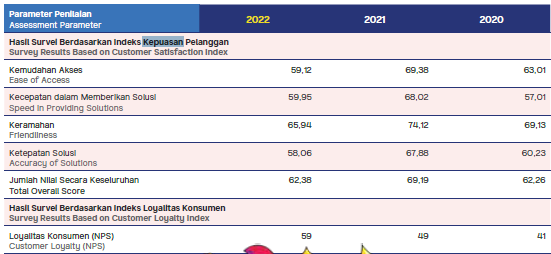 Parameter Penilaian
Assessment Parameter
2022 2021 2020
Hasil Survel Berdasarkan Indeks Kepuasan Pelanggan
Survey Results Based on Customer Satisfaction Index
Kemudahan Akses 59,12 69,38 63,01
Ease of Access
Kecepatan dalam Memberikan Solusi 59,95 68,02 57,01
Speed in Providing Solutions
Keramahan 65,94 74,12 69,13
Friendliness
Ketepatan Solusi 58,06 67,88 60,23
Accuracy of Solutions
Jumlah Nilai Secara Keseluruhan 62,38 69,19 62,26
Total Overall Score
Hasil Survel Berdasarkan Indeks Loyalitas Konsumen
Survey Results Based on Customer Loyalty Index
Loyalitas Konsumen (NPS) 59 49 41
Customer Loyalty (NPS)